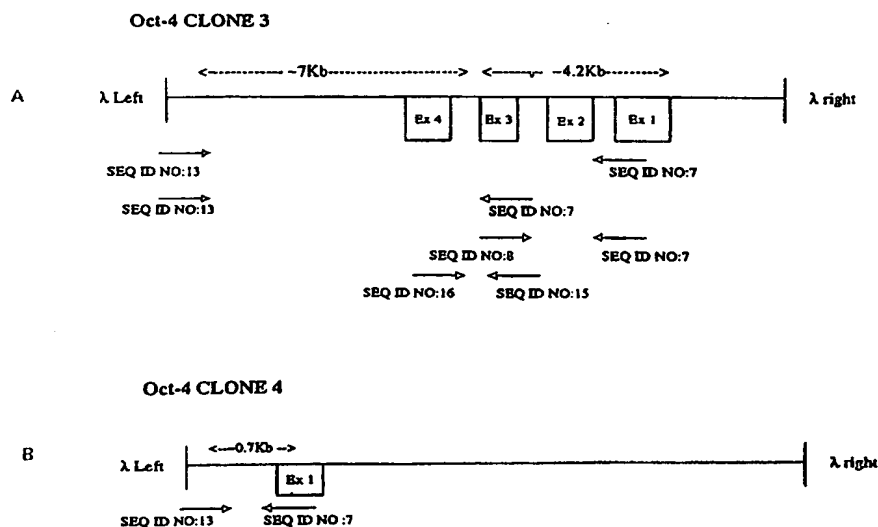 Oct-4 CLONE 3
~7Kb ~4.2Kb
A
λ Left λ right
Ex 4 Ex 3 Ex 2 Ex 1
SEQ ID NO:13 SEQ ID NO:7
SEQ ID NO:13 SEQ ID NO:7
SEQ ID NO:8 SEQ ID NO:7
SEQ ID NO:16 SEQ ID NO:15
Oct-4 CLONE 4
B
0.7Kb
λ Left λ right
Ex 1
SEQ ID NO:13 SEQ ID NO:7